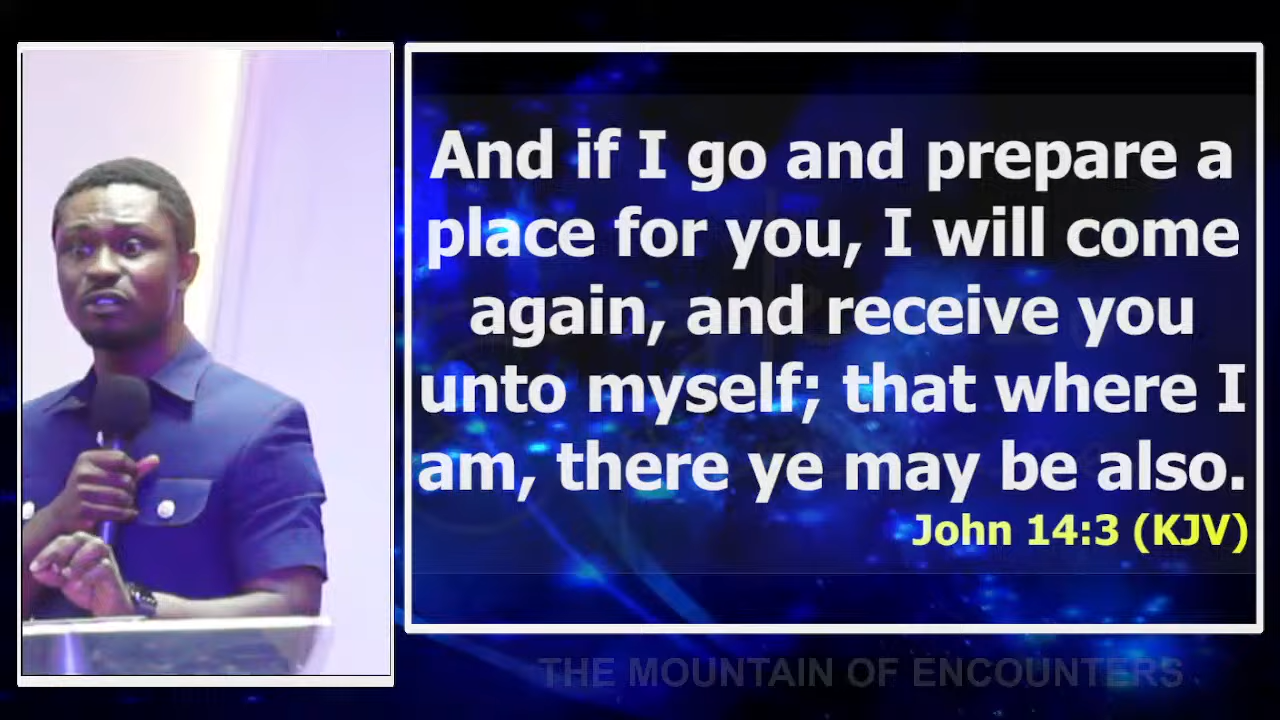 And if I go and prepare a
place for you, I will come
again, and receive you
unto myself; that where I
am, there ye may be also.
John 14:3 (KJV)
THE MOUNTAIN OF ENCOUNTERS